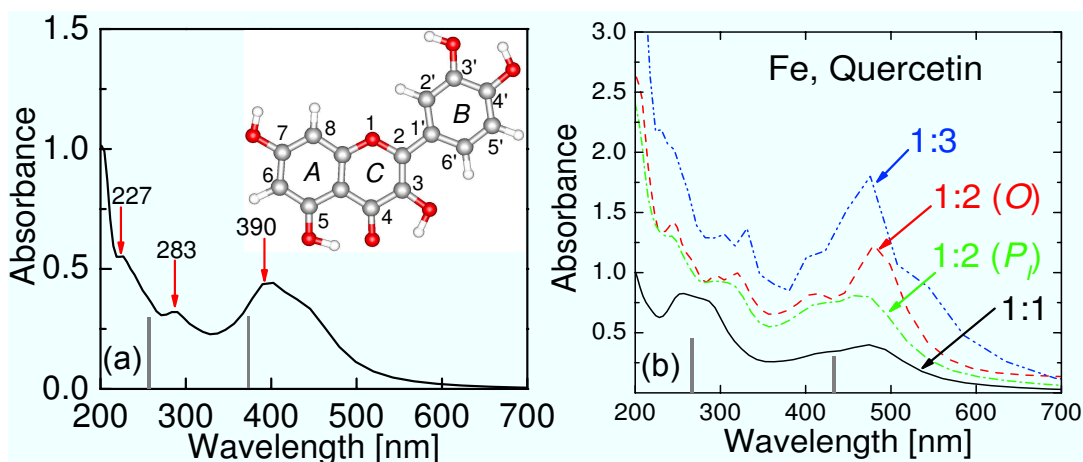 1.5
1.0
0.5
0.0
Absorbance
200 300 400 500 600 700
Wavelength [nm]
(a)
227
283
390
1
2
3
4
5
6
7
8
A
C
B
1'
2'
3'
4'
5'
6'
3.0
2.5
2.0
1.5
1.0
0.5
Absorbance
200 300 400 500 600 700
Wavelength [nm]
(b)
Fe, Quercetin
1:3
1:2 (O)
1:2 (P_l)
1:1